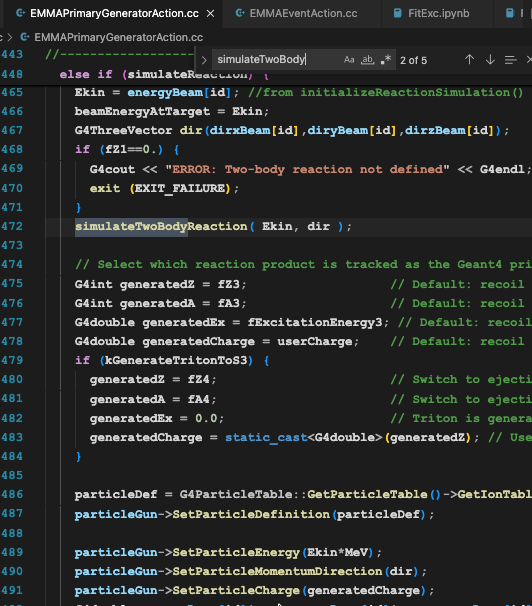 EMMAPrimaryGeneratorAction.cc × EMMAEventAction.cc FitExc.ipynb
> EMMAPrimaryGeneratorAction.cc
simulateTwoBody Aa ab .* 2 of 5
443 //-------------------
448 else if (simulateReaction) {
465 Ekin = energyBeam[id]; //from initializeReactionSimulation()
466 beamEnergyAtTarget = Ekin;
467 G4ThreeVector dir(dirxBeam[id],diryBeam[id],dirzBeam[id]);
468 if (fZ1==0.) {
469 G4cout << "ERROR: Two-body reaction not defined" << G4endl;
470 exit (EXIT_FAILURE);
471 }
472 simulateTwoBodyReaction( Ekin, dir );
473
474 // Select which reaction product is tracked as the Geant4 pri
475 G4int generatedZ = fZ3; // Default: recoil
476 G4int generatedA = fA3; // Default: recoil
477 G4double generatedEx = fExcitationEnergy3; // Default: recoil
478 G4double generatedCharge = userCharge; // Default: recoil
479 if (kGenerateTritonToS3) {
480 generatedZ = fZ4; // Switch to ejecti
481 generatedA = fA4; // Switch to ejecti
482 generatedEx = 0.0; // Triton is genera
483 generatedCharge = static_cast<G4double>(generatedZ); // Use
484 }
485
486 particleDef = G4ParticleTable::GetParticleTable()->GetIonTabl
487 particleGun->SetParticleDefinition(particleDef);
488
489 particleGun->SetParticleEnergy(Ekin*MeV);
490 particleGun->SetParticleMomentumDirection(dir);
491 particleGun->SetParticleCharge(generatedCharge);